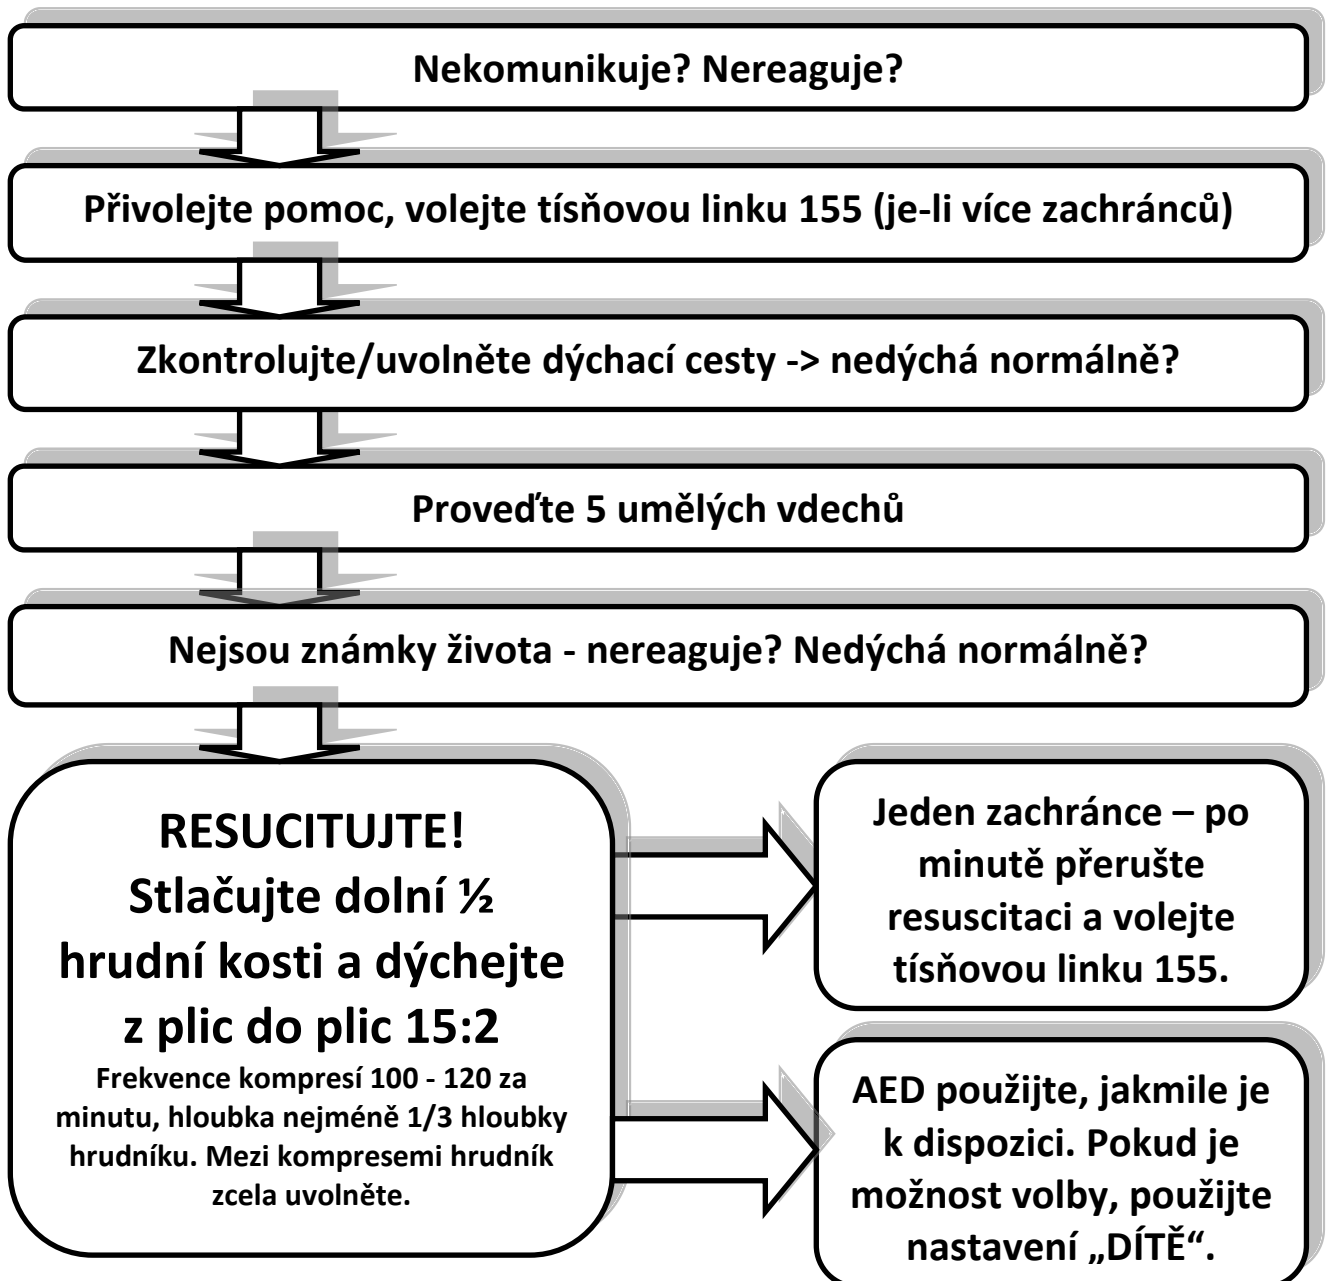 Nekomunikuje? Nereaguje?
Přivolejte pomoc, volejte tísňovou linku 155 (je-li více zachránců)
Zkontrolujte/uvolněte dýchací cesty -> nedýchá normálně?
Proveďte 5 umělých vdechů
Nejsou známky života - nereaguje? Nedýchá normálně?
RESUCITUJTE!
Stlačujte dolní ½
hrudní kosti a dýchejte
z plic do plic 15:2
Frekvence kompresí 100 - 120 za
minutu, hloubka nejméně 1/3 hloubky
hrudníku. Mezi kompresemi hrudník
zcela uvolněte.
Jeden zachránce – po
minutě přerušte
resuscitaci a volejte
tísňovou linku 155.
AED použijte, jakmile je
k dispozici. Pokud je
možnost volby, použijte
nastavení „DÍTĚ“.